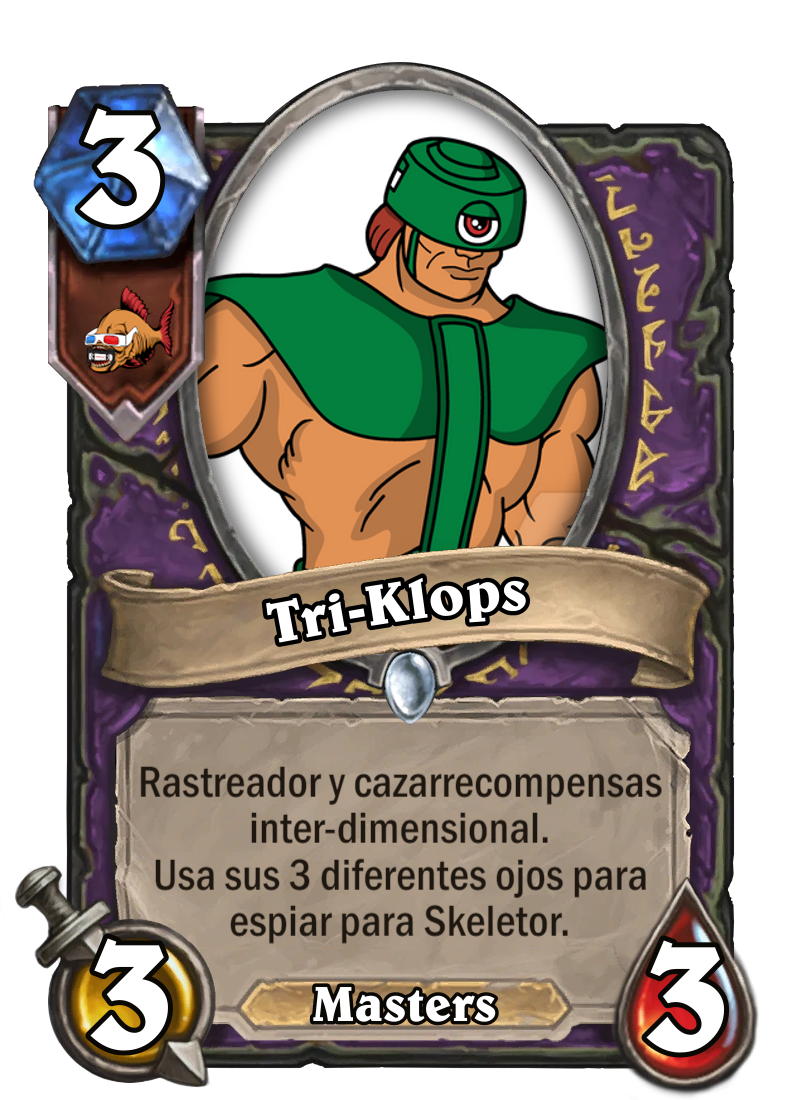 3
Tri-Klops
Rastreador y cazarrecompensas
inter-dimensional.
Usa sus 3 diferentes ojos para
espiar para Skeletor.
3
Masters
3